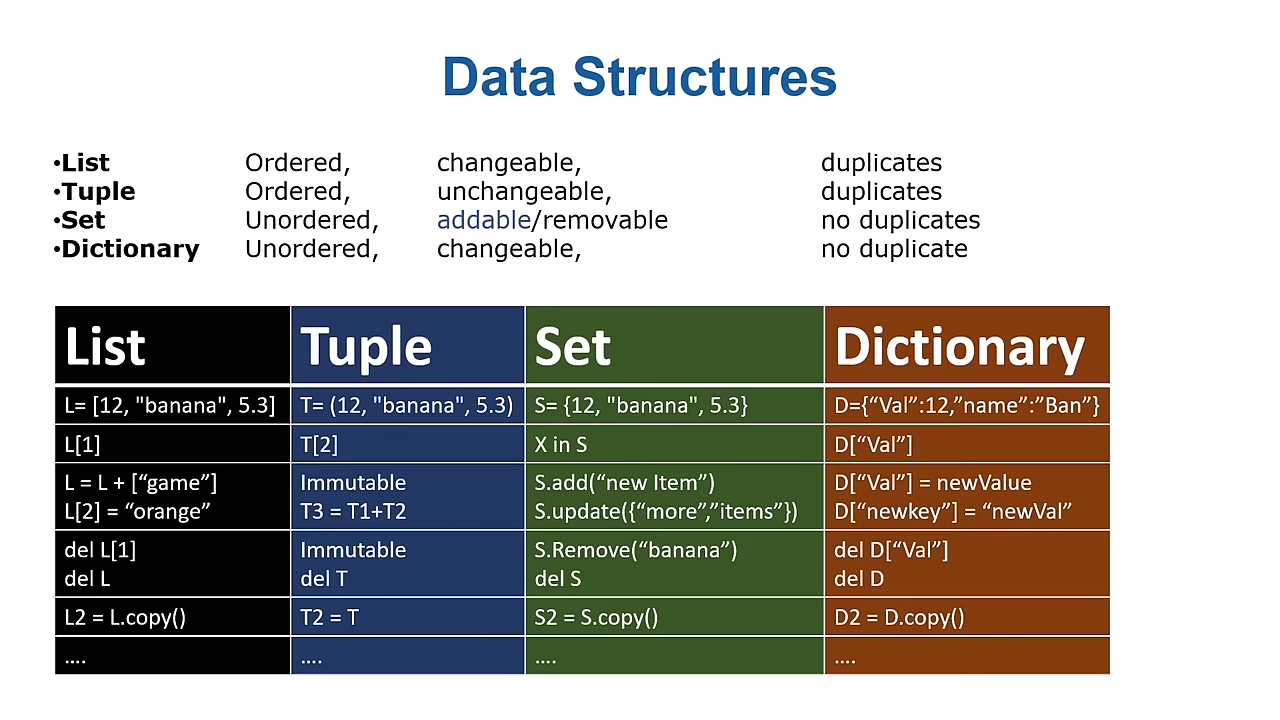 Data Structures
•List Ordered, changeable, duplicates
•Tuple Ordered, unchangeable, duplicates
•Set Unordered, addable/removable no duplicates
•Dictionary Unordered, changeable, no duplicate
List Tuple Set Dictionary
L= [12, "banana", 5.3] T= (12, "banana", 5.3) S= {12, "banana", 5.3} D={“Val”:12,”name”:”Ban”}
L[1] T[2] X in S D[“Val”]
L = L + [“game”] Immutable S.add(“new Item”) D[“Val”] = newValue
L[2] = “orange” T3 = T1+T2 S.update({“more”,”items”}) D[“newkey”] = “newVal”
del L[1] Immutable S.Remove(“banana”) del D[“Val”]
del L del T del S del D
L2 = L.copy() T2 = T S2 = S.copy() D2 = D.copy()
.... .... .... ....